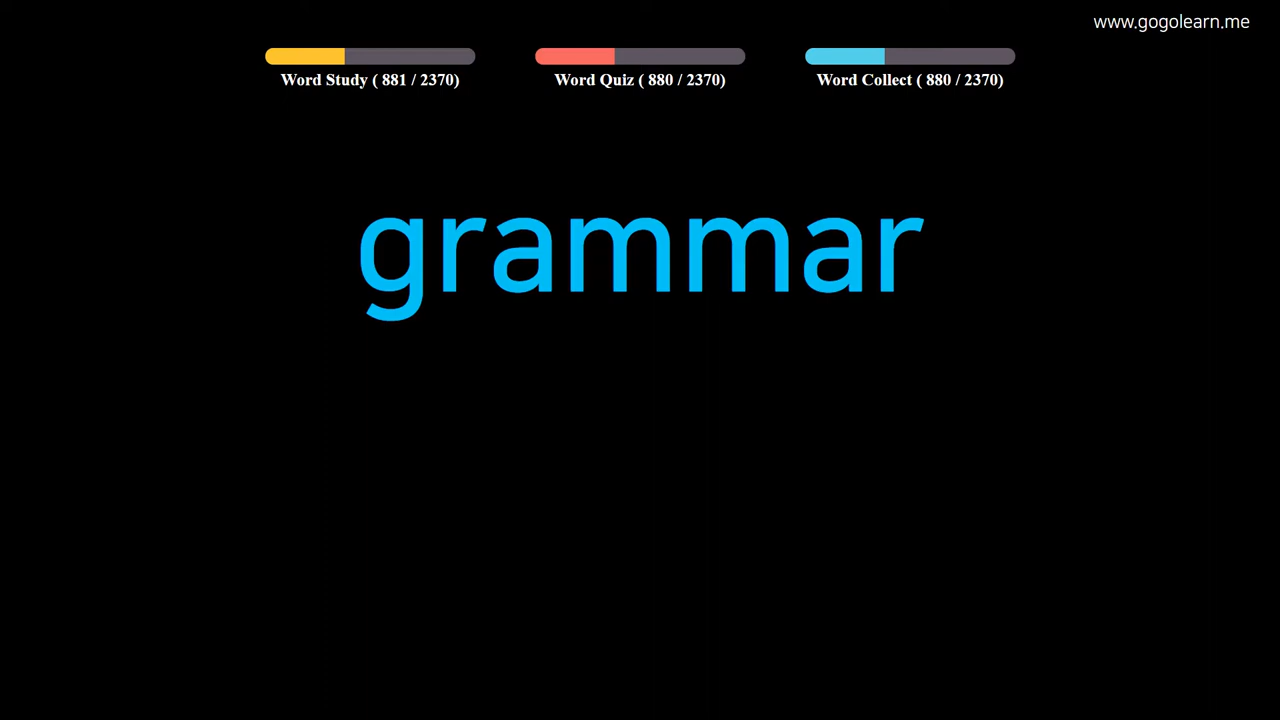 www.gogolearn.me
Word Study ( 881 / 2370)
Word Quiz ( 880 / 2370)
Word Collect ( 880 / 2370)
grammar